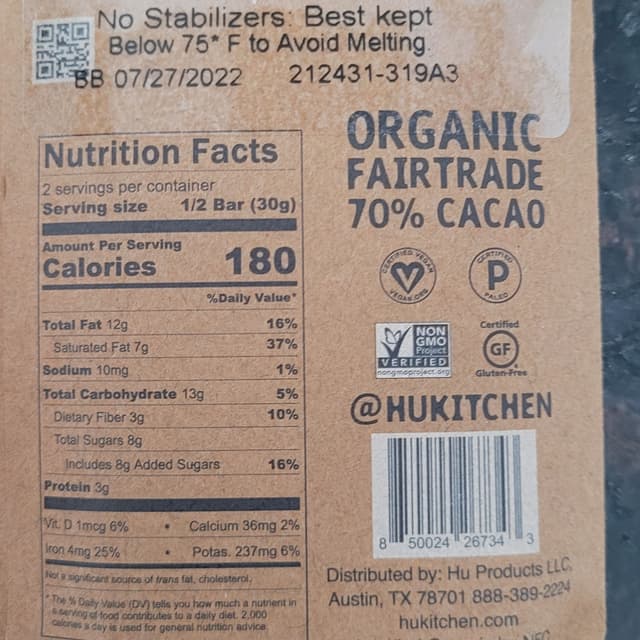 No Stabilizers: Best kept
Below 75* F to Avoid Melting.
BB 07/27/2022 212431-319A3
Nutrition Facts
2 servings per container
Serving size 1/2 Bar (30g)
Amount Per Serving
Calories 180
%Daily Value*
Total Fat 12g 16%
Saturated Fat 7g 37%
Sodium 10mg 1%
Total Carbohydrate 13g 5%
Dietary Fiber 3g 10%
Total Sugars 8g
Includes 8g Added Sugars 16%
Protein 3g
Vit. D 1mcg 6% • Calcium 36mg 2%
Iron 4mg 25% • Potas. 237mg 6%
Not a significant source of trans fat, cholesterol.
* The % Daily Value (DV) tells you how much a nutrient in
a serving of food contributes to a daily diet. 2,000
calories a day is used for general nutrition advice.
ORGANIC
FAIRTRADE
70% CACAO
CERTIFIED VEGAN
VEGAN.ORG
CERTIFIED
P
PALEO
NON
GMO
Project
VERIFIED
nongmoproject.org
Certified
GF
Gluten-Free
@HUKITCHEN
8 50024 26734 3
Distributed by: Hu Products LLC,
Austin, TX 78701 888-389-2224
hukitchen.com